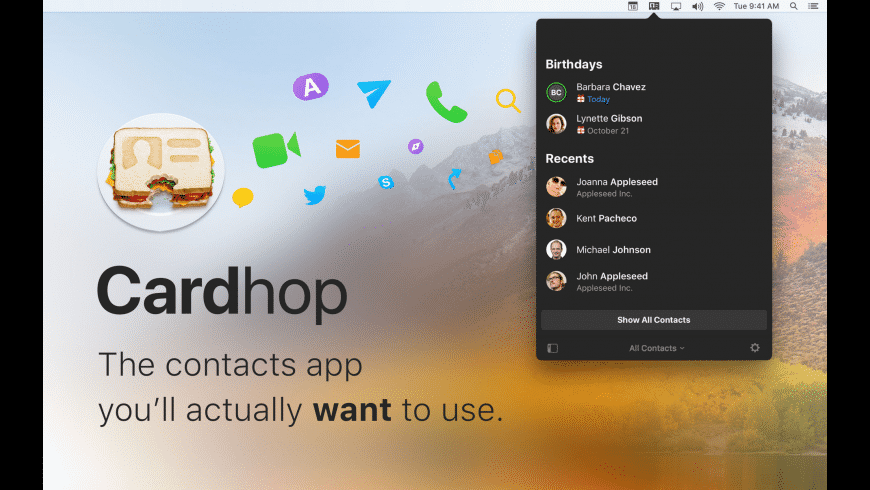 Tue 9:41 AM
Birthdays
BC
Barbara Chavez
Today
Lynette Gibson
October 21
Recents
Joanna Appleseed
Appleseed Inc.
Kent Pacheco
Michael Johnson
John Appleseed
Appleseed Inc.
Show All Contacts
All Contacts
A
S
Cardhop
The contacts app
you’ll actually want to use.